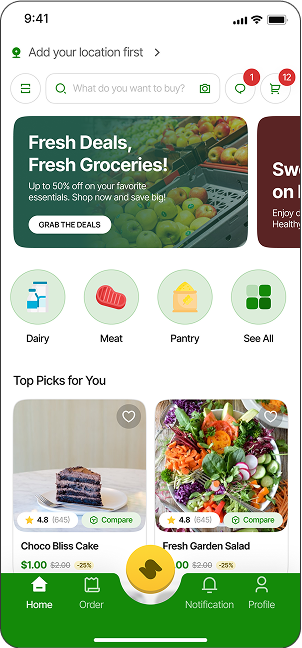 9:41
Add your location first
What do you want to buy?
1
12
Fresh Deals,
Fresh Groceries!
Up to 50% off on your favorite
essentials. Shop now and save big!
GRAB THE DEALS
on
Enjoy
Dairy
Meat
Pantry
See All
Top Picks for You
4.8 (645)
Compare
4.8 (645)
Compare
Choco Bliss Cake
$1.00 $2.00 -25%
Fresh Garden Salad
$2.00 -25%
Home
Order
Notification
Profile